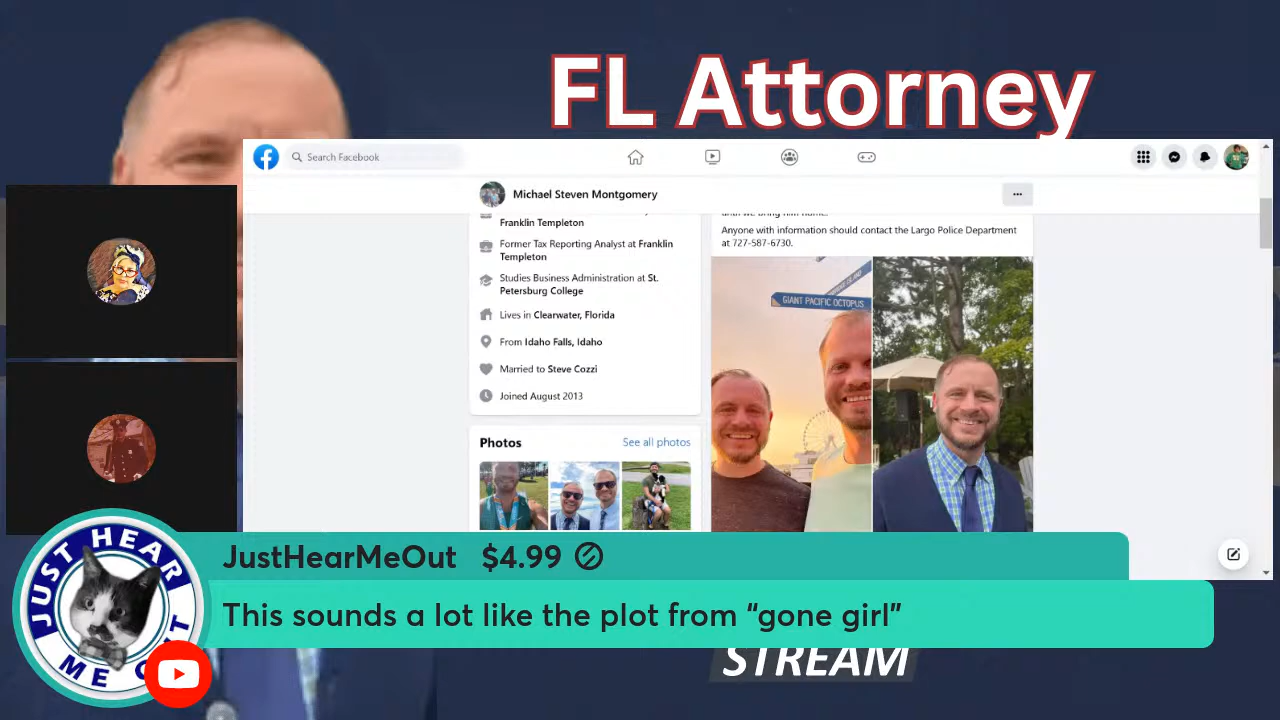 FL Attorney
Search Facebook
Michael Steven Montgomery
Franklin Templeton
Former Tax Reporting Analyst at Franklin
Templeton
Studies Business Administration at St.
Petersburg College
Lives in Clearwater, Florida
From Idaho Falls, Idaho
Married to Steve Cozzi
Joined August 2013
Photos
See all photos
Anyone with information should contact the Largo Police Department
at 727-587-6730.
GIANT PACIFIC OCTOPUS
JUST HEAR
ME OUT
JustHearMeOut $4.99
This sounds a lot like the plot from “gone girl”
STREAM